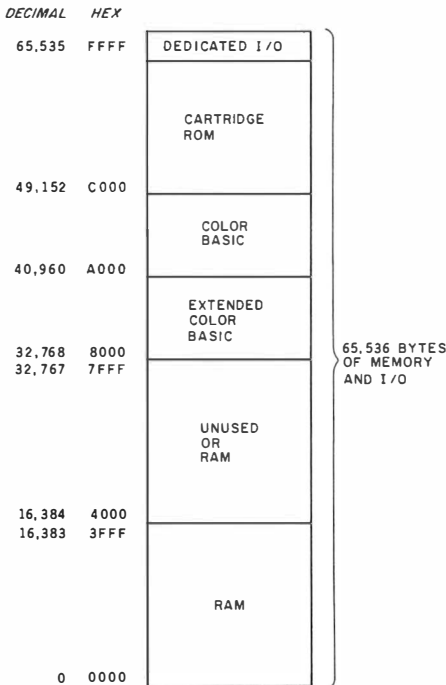 DECIMAL HEX
65,535 FFFF DEDICATED I/O
CARTRIDGE
ROM
49,152 C000
COLOR
BASIC
40,960 A000
EXTENDED
COLOR
BASIC
32,768 8000
32,767 7FFF
65,536 BYTES
OF MEMORY
AND I/O
UNUSED
OR
RAM
16,384 4000
16,383 3FFF
RAM
0 0000